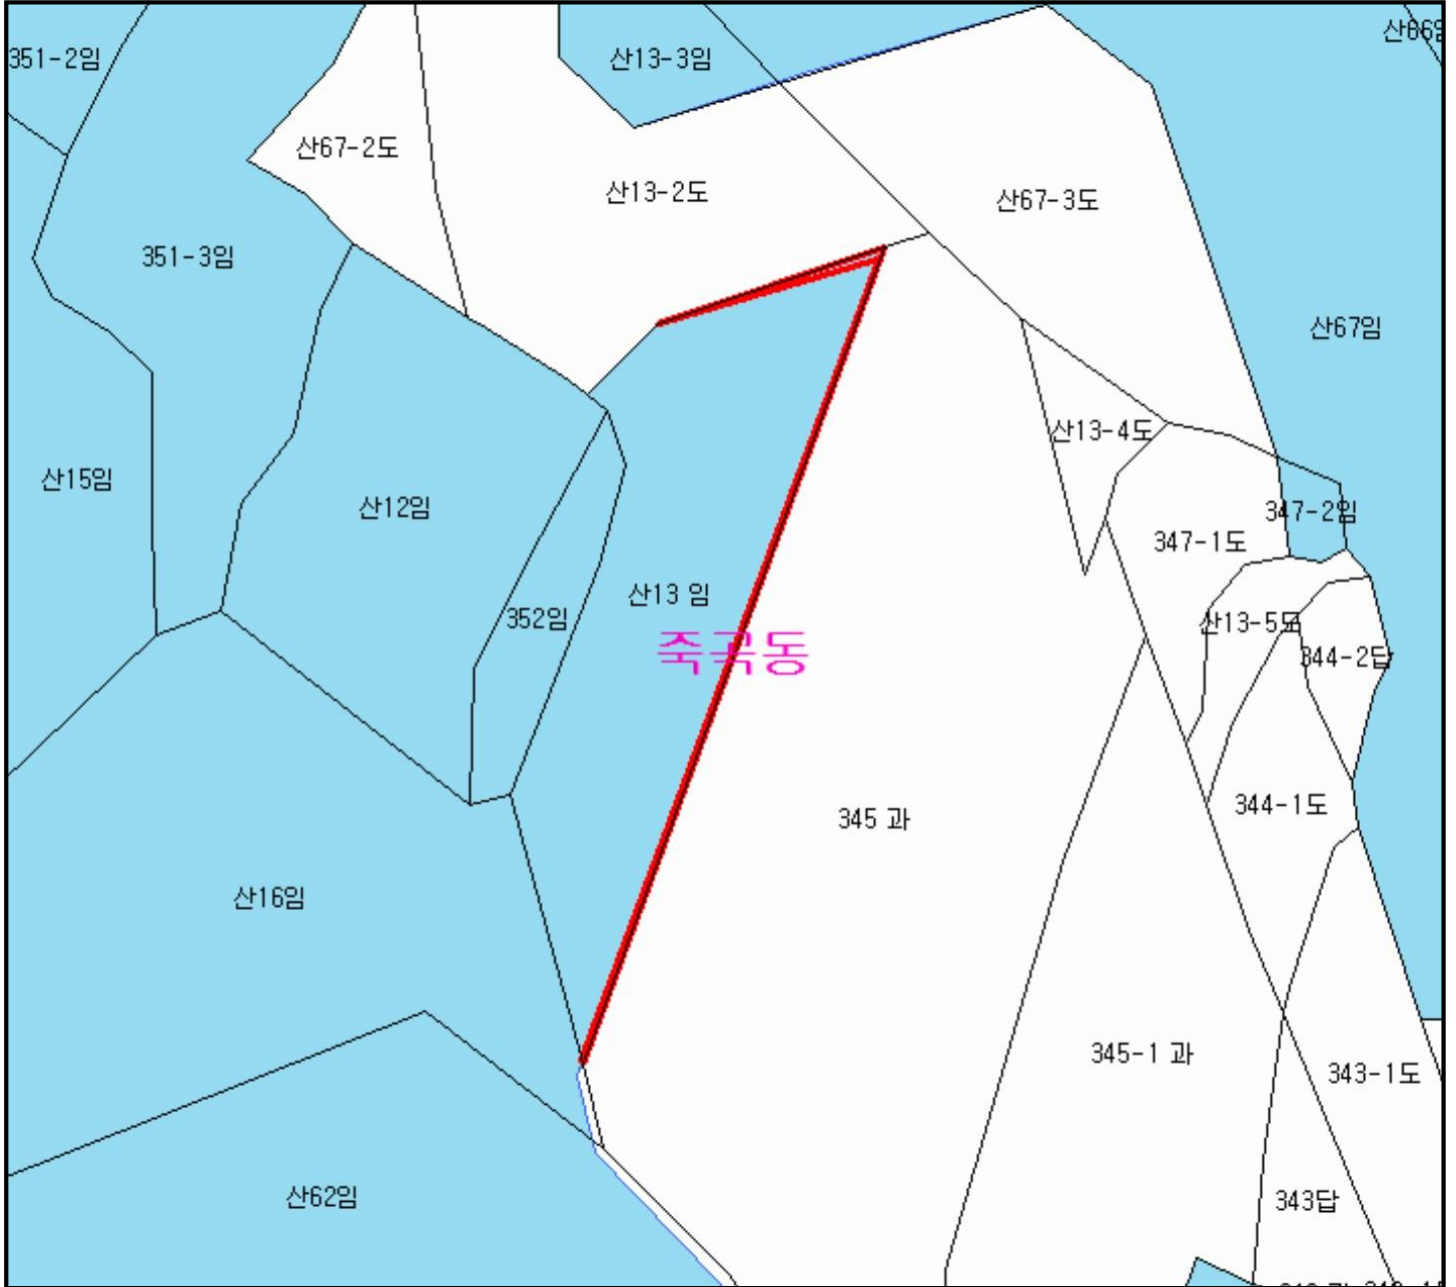 351-2임
산13-3임
산67-2도
산13-2도
산67-3도
351-3임
산67임
산13-4도
산15임
산12임
347-2임
347-1도
산13 임
352임
산13-5도
죽곡동
344-2답
344-1도
345 과
산16임
345-1 과
343-1도
산62임
343답